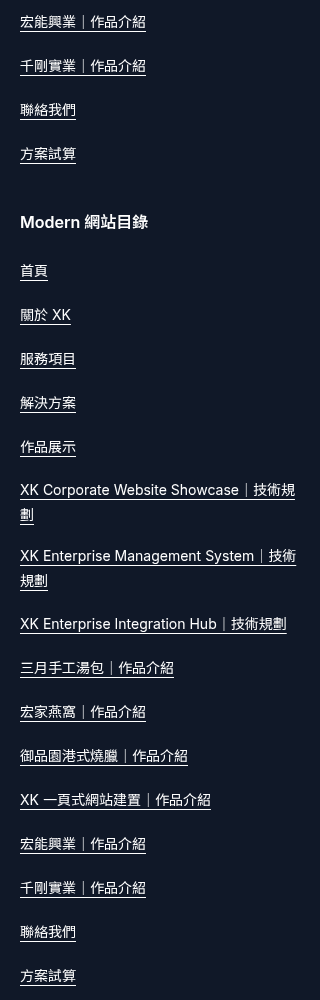 宏能興業｜作品介紹
千剛實業｜作品介紹
聯絡我們
方案試算
Modern 網站目錄
首頁
關於 XK
服務項目
解決方案
作品展示
XK Corporate Website Showcase｜技術規
劃
XK Enterprise Management System｜技術
規劃
XK Enterprise Integration Hub｜技術規劃
三月手工湯包｜作品介紹
宏家燕窩｜作品介紹
御品園港式燒臘｜作品介紹
XK 一頁式網站建置｜作品介紹
宏能興業｜作品介紹
千剛實業｜作品介紹
聯絡我們
方案試算